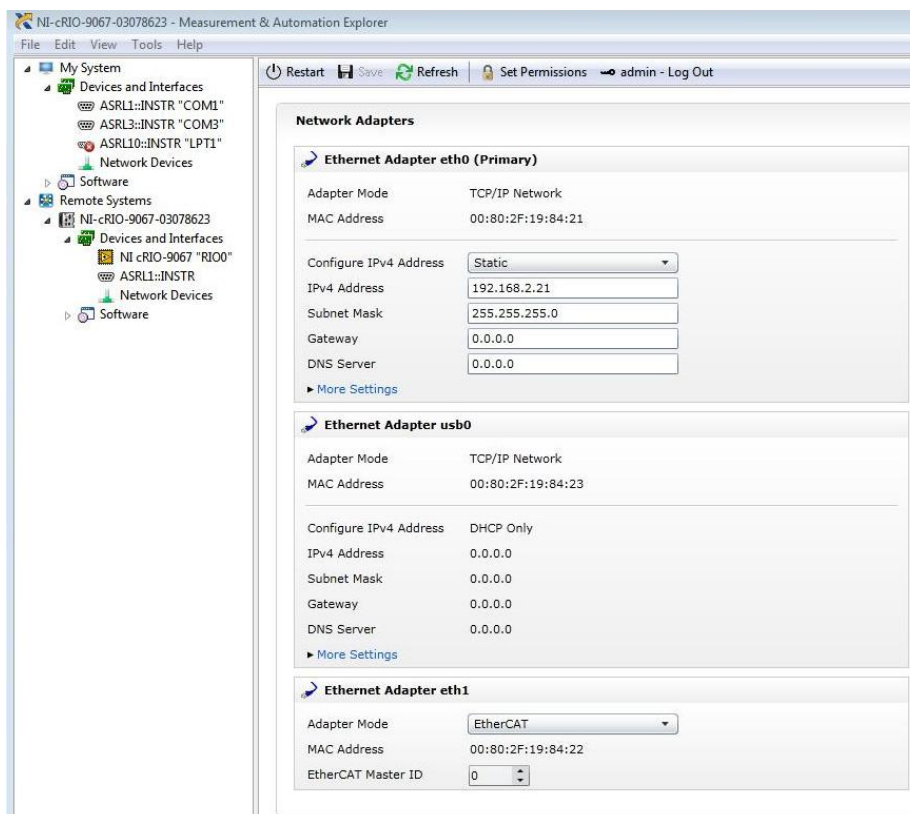 NI-cRIO-9067-03078623 - Measurement & Automation Explorer
File Edit View Tools Help
My System
Devices and Interfaces
ASRL1::INSTR "COM1"
ASRL3::INSTR "COM3"
ASRL10::INSTR "LPT1"
Network Devices
Software
Remote Systems
NI-cRIO-9067-03078623
Devices and Interfaces
NI cRIO-9067 "RIO0"
ASRL1::INSTR
Network Devices
Software
Restart Save Refresh Set Permissions admin - Log Out
Network Adapters
Ethernet Adapter eth0 (Primary)
Adapter Mode TCP/IP Network
MAC Address 00:80:2F:19:84:21
Configure IPv4 Address Static
IPv4 Address 192.168.2.21
Subnet Mask 255.255.255.0
Gateway 0.0.0.0
DNS Server 0.0.0.0
More Settings
Ethernet Adapter usb0
Adapter Mode TCP/IP Network
MAC Address 00:80:2F:19:84:23
Configure IPv4 Address DHCP Only
IPv4 Address 0.0.0.0
Subnet Mask 0.0.0.0
Gateway 0.0.0.0
DNS Server 0.0.0.0
More Settings
Ethernet Adapter eth1
Adapter Mode EtherCAT
MAC Address 00:80:2F:19:84:22
EtherCAT Master ID 0